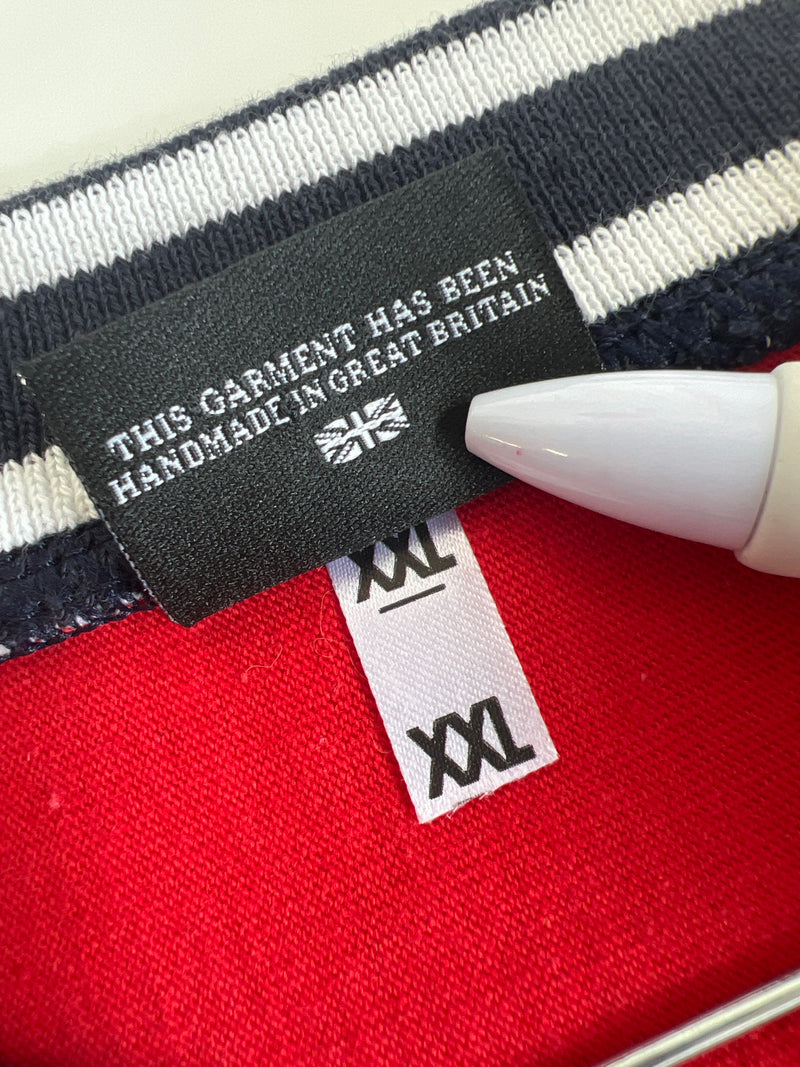 THIS GARMENT HAS BEEN
HANDMADE IN GREAT BRITAIN
XXL
XXL